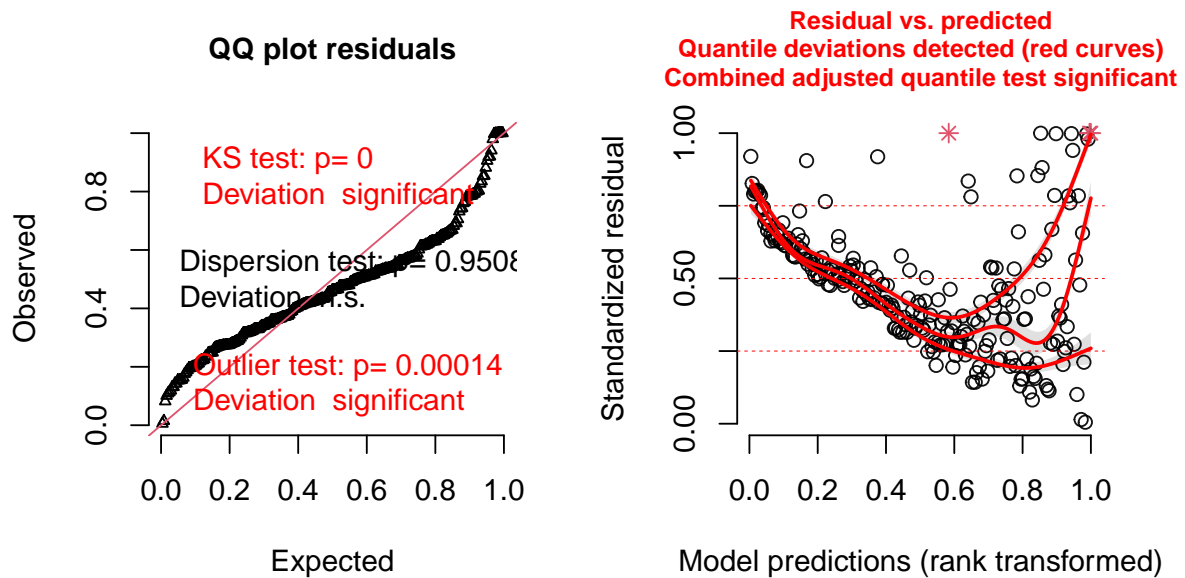 QQ plot residuals
KS test: p= 0
Deviation  significant
Dispersion test: p= 0.9508
Deviation  n.s.
Outlier test: p= 0.00014
Deviation  significant
Observed
0.0
0.4
0.8
0.0
0.2
0.4
0.6
0.8
1.0
Expected
Residual vs. predicted
Quantile deviations detected (red curves)
Combined adjusted quantile test significant
Standardized residual
0.00
0.50
1.00
0.0
0.2
0.4
0.6
0.8
1.0
Model predictions (rank transformed)